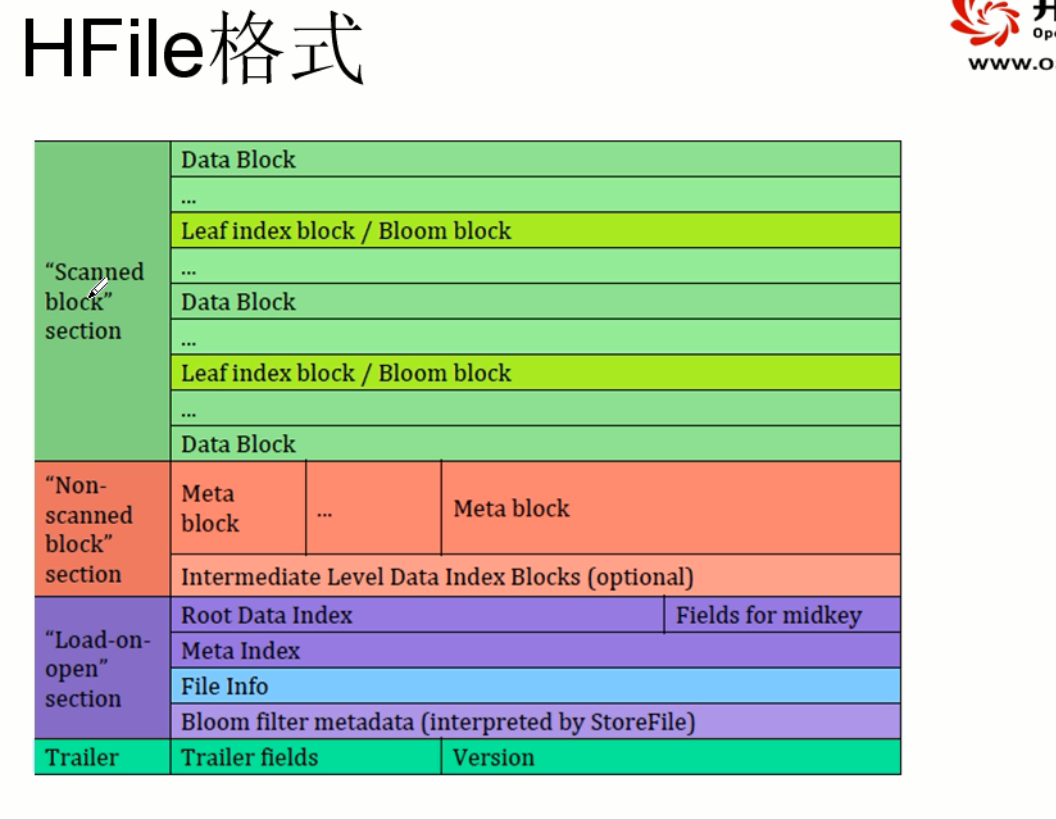 HFile格式
Ope
www.o
"Scanned
block"
section
Data Block
...
Leaf index block / Bloom block
...
Data Block
...
Leaf index block / Bloom block
...
Data Block
"Non-
scanned
block"
section
Meta
block
...
Meta block
Intermediate Level Data Index Blocks (optional)
"Load-on-
open"
section
Root Data Index
Fields for midkey
Meta Index
File Info
Bloom filter metadata (interpreted by StoreFile)
Trailer
Trailer fields
Version